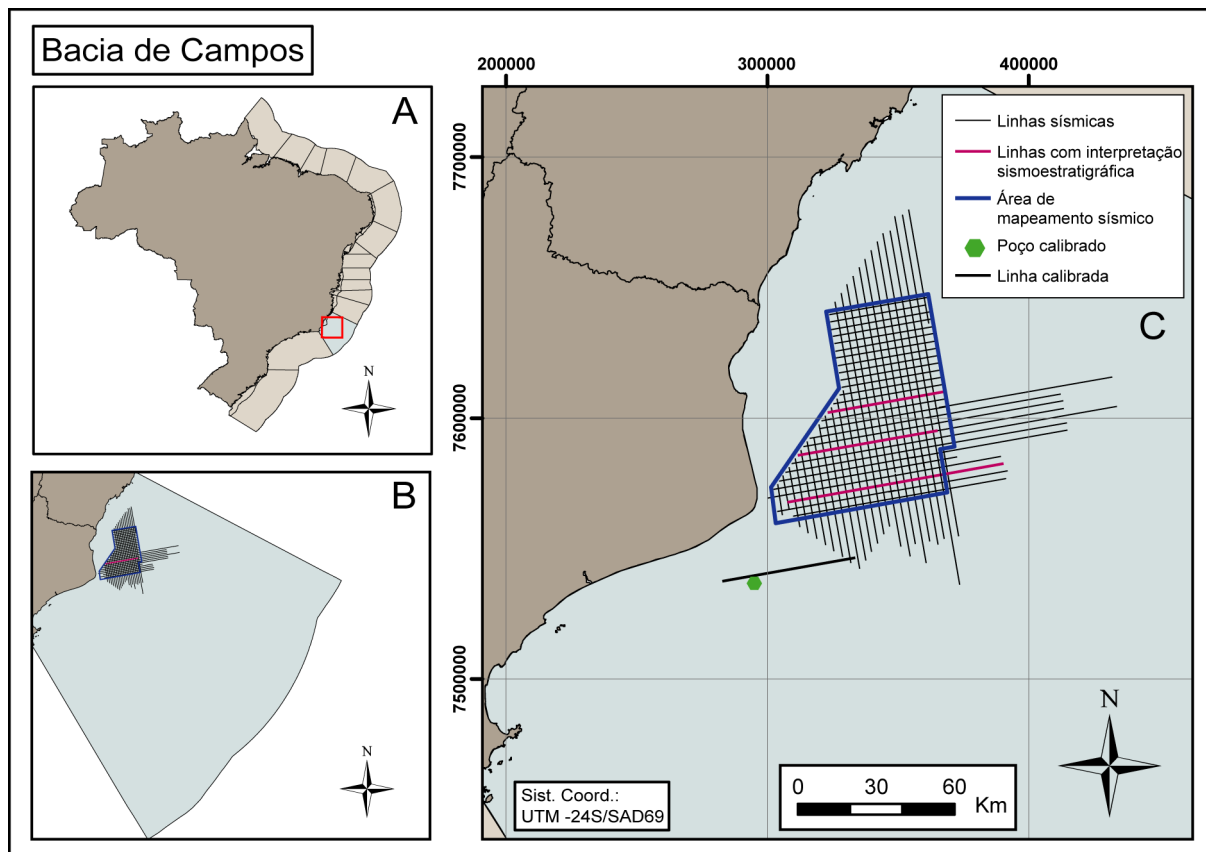 Bacia de Campos
A
N
B
N
200000
300000
400000
7700000
7600000
7500000
Linhas sísmicas
Linhas com interpretação
sismoestratigráfica
Área de
mapeamento sísmico
Poço calibrado
Linha calibrada
C
N
Sist. Coord.:
UTM -24S/SAD69
0 30 60
Km